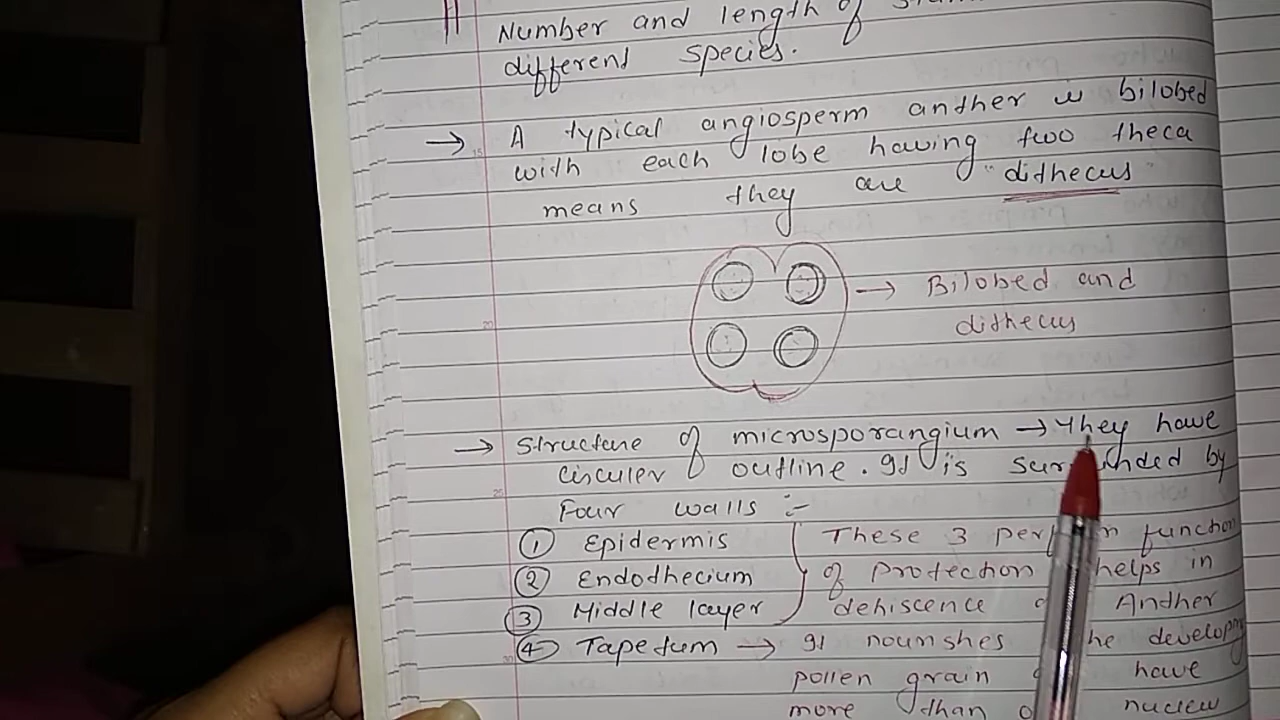 Number and length of
different species.
→ A typical angiosperm anther is bilobed
with each lobe having two theca
means they are "dithecus"
→ Bilobed and
dithecus
→ Structure of microsporangium → They have
circuler outline. It is surrounded by
Four walls :-
① Epidermis These 3 perform function
② Endothecium of Protection helps in
③ Middle layer dehiscence Anther
④ Tapetum → It nourishes the developing
pollen grain have
more than